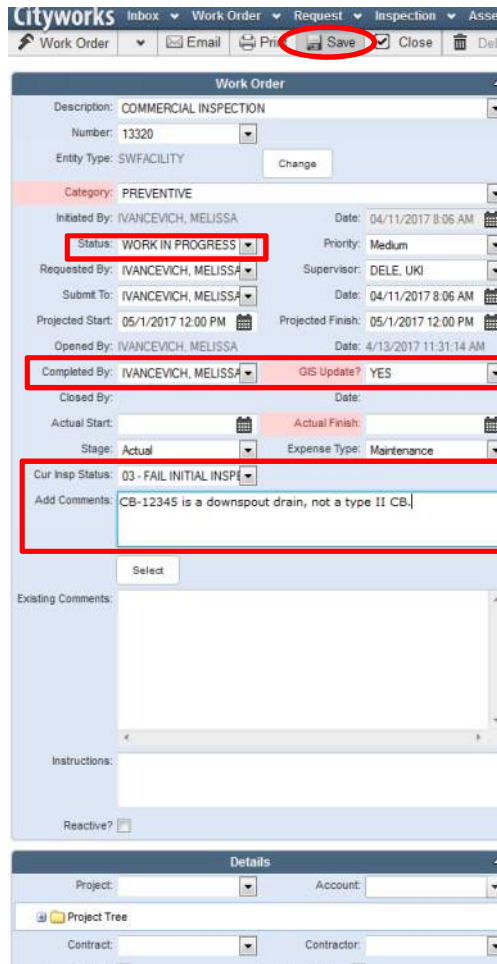 Cityworks Inbox Work Order Request Inspection Asse
Work Order Email Prin Save Close Del
Work Order
Description: COMMERCIAL INSPECTION
Number: 13320
Entity Type: SWFACILITY Change
Category: PREVENTIVE
Initiated By: IVANCEVICH, MELISSA Date: 04/11/2017 8:06 AM
Status: WORK IN PROGRESS Priority: Medium
Requested By: IVANCEVICH, MELISSA Supervisor: DELE, UKI
Submit To: IVANCEVICH, MELISSA Date: 04/11/2017 8:06 AM
Projected Start: 05/1/2017 12:00 PM Projected Finish: 05/1/2017 12:00 PM
Opened By: IVANCEVICH, MELISSA Date: 4/13/2017 11:31:14 AM
Completed By: IVANCEVICH, MELISSA GIS Update? YES
Closed By: Date:
Actual Start: Actual Finish:
Stage: Actual Expense Type: Maintenance
Cur Insp Status: 03 - FAIL INITIAL INSPE
Add Comments: CB-12345 is a downspout drain, not a type II CB.
Select
Existing Comments:
Instructions:
Reactive?
Details
Project: Account:
Project Tree
Contract: Contractor: